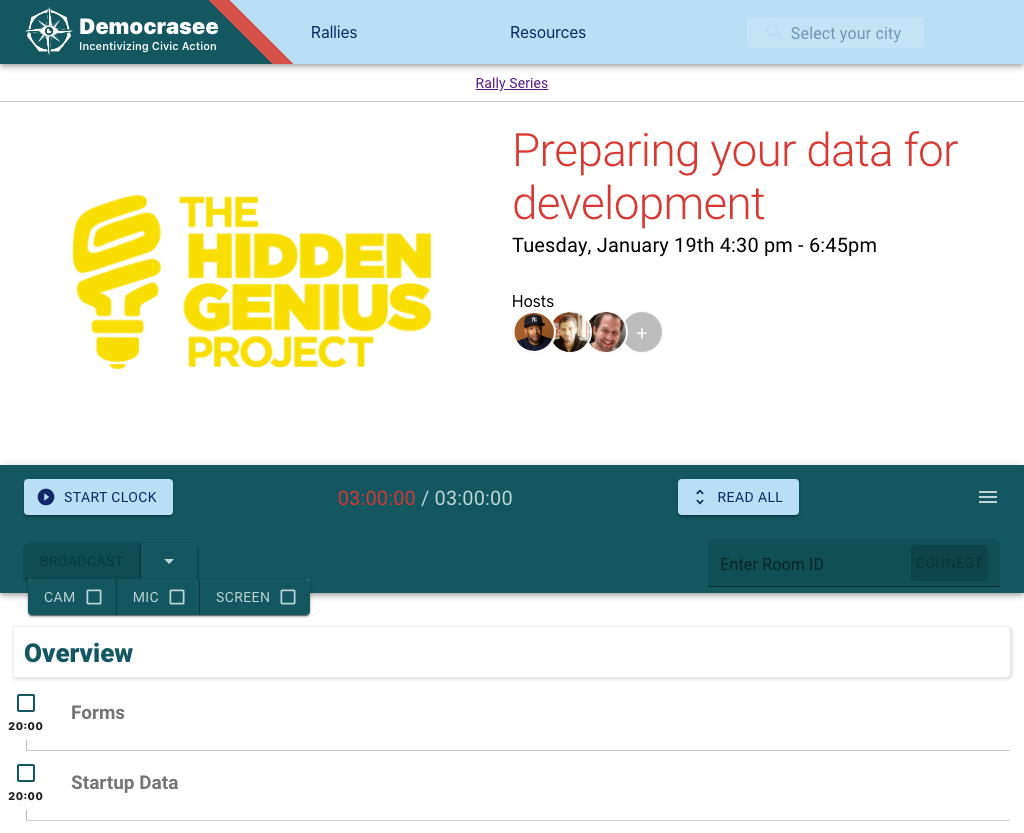 Democrasee
Incentivizing Civic Action
Rallies
Resources
Select your city
Rally Series
THE
HIDDEN
GENIUS
PROJECT
Preparing your data for
development
Tuesday, January 19th 4:30 pm - 6:45pm
Hosts
+
START CLOCK
03:00:00 / 03:00:00
READ ALL
BROADCAST
Enter Room ID
CONNECT
CAM
MIC
SCREEN
Overview
Forms
20:00
Startup Data
20:00